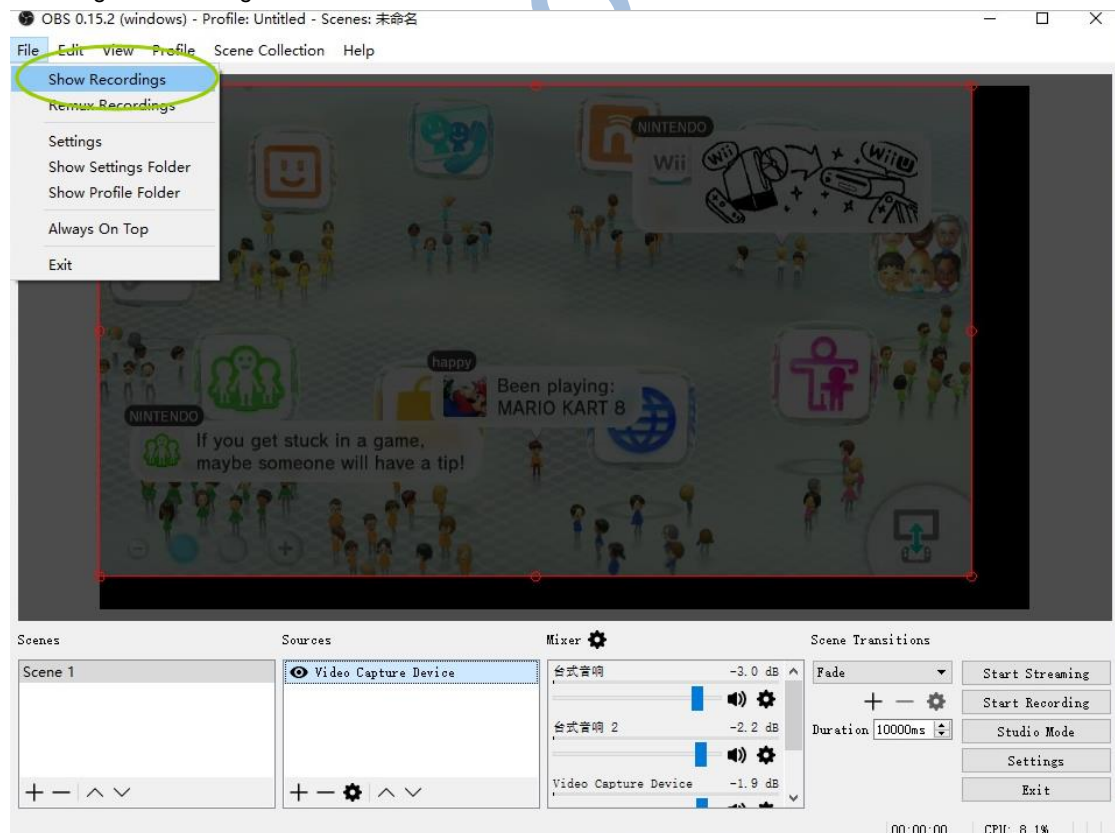 OBS 0.15.2 (windows) - Profile: Untitled - Scenes: 未命名
File Edit View Profile Scene Collection Help
Show Recordings
Remux Recordings
Settings
Show Settings Folder
Show Profile Folder
Always On Top
Exit
NINTENDO
Wii
Wii
Wii U
happy
Been playing:
MARIO KART 8
NINTENDO
If you get stuck in a game,
maybe someone will have a tip!
Scenes Sources Mixer Scene Transitions
Scene 1 Video Capture Device 台式音响 -3.0 dB Fade Start Streaming
Start Recording
台式音响 2 -2.2 dB Duration 10000ms Studio Mode
Settings
Video Capture Device -1.9 dB Exit
00:00:00 CPU: 8.1%